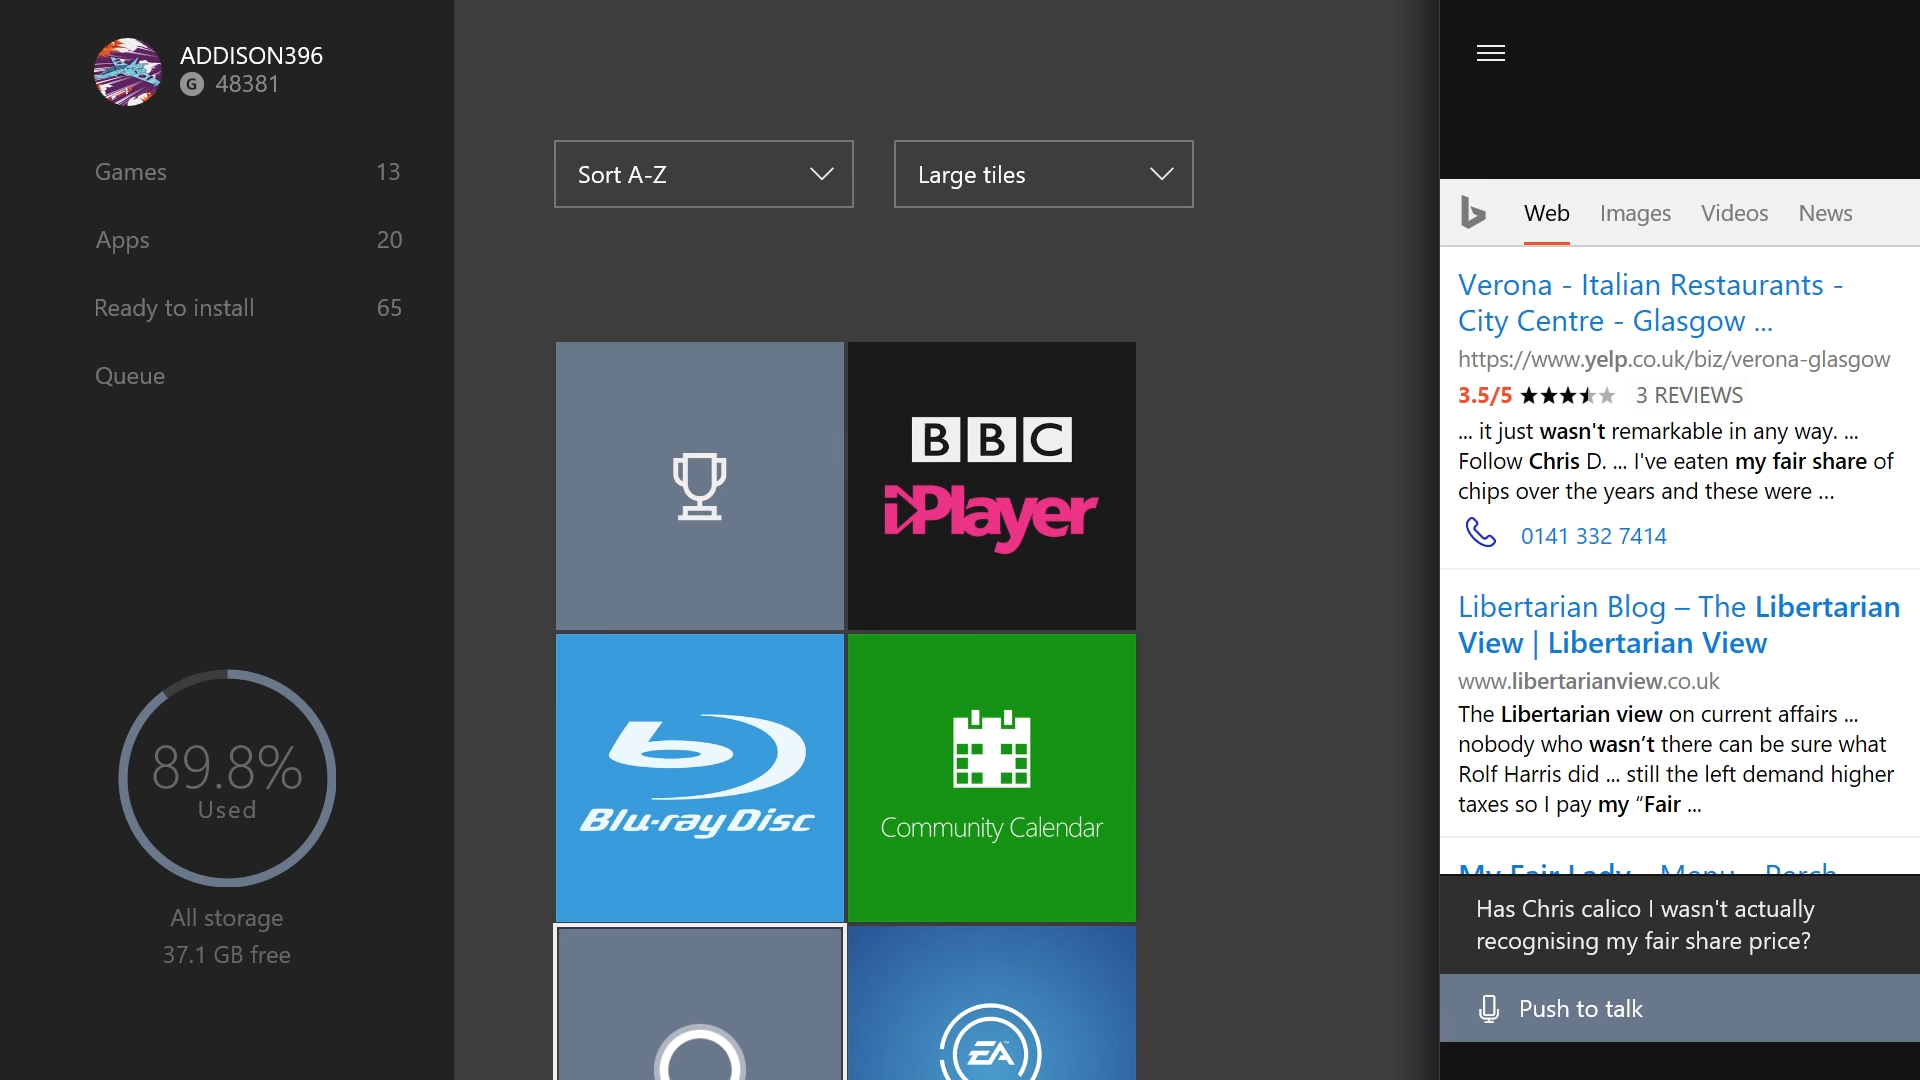 ADDISON396
G 48381
Games 13
Apps 20
Ready to install 65
Queue
89.8%
Used
All storage
37.1 GB free
Sort A-Z
Large tiles
BBC
iPlayer
Blu-ray Disc
Community Calendar
EA
Web Images Videos News
Verona - Italian Restaurants -
City Centre - Glasgow ...
https://www.yelp.co.uk/biz/verona-glasgow
3.5/5 3 REVIEWS
... it just wasn't remarkable in any way. ...
Follow Chris D. ... I've eaten my fair share of
chips over the years and these were ...
0141 332 7414
Libertarian Blog – The Libertarian
View | Libertarian View
www.libertarianview.co.uk
The Libertarian view on current affairs ...
nobody who wasn’t there can be sure what
Rolf Harris did ... still the left demand higher
taxes so I pay my “Fair ...
My Fair Lady - Menu - Perch
Has Chris calico I wasn't actually
recognising my fair share price?
Push to talk